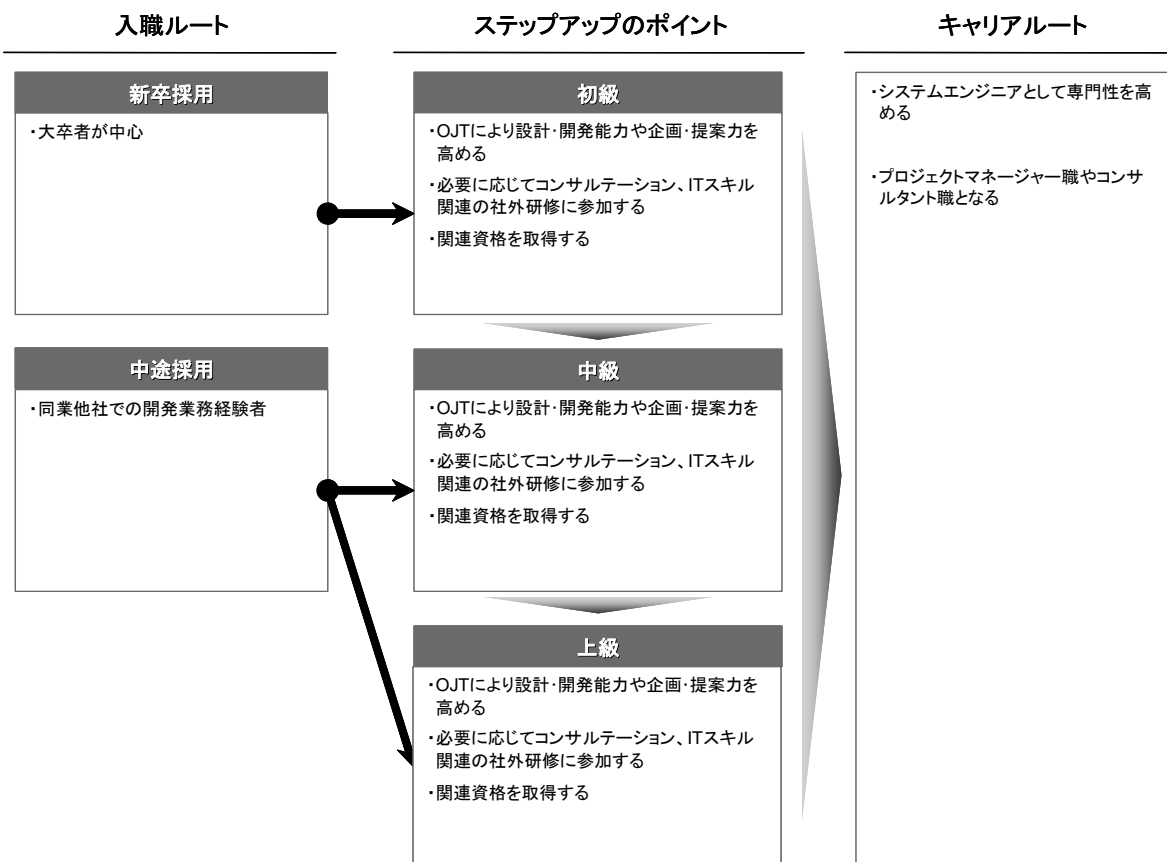 入職ルート
ステップアップのポイント
キャリアルート
新卒採用
・大卒者が中心
中途採用
・同業他社での開発業務経験者
初級
・OJTにより設計・開発能力や企画・提案力を
高める
・必要に応じてコンサルテーション、ITスキル
関連の社外研修に参加する
・関連資格を取得する
中級
・OJTにより設計・開発能力や企画・提案力を
高める
・必要に応じてコンサルテーション、ITスキル
関連の社外研修に参加する
・関連資格を取得する
上級
・OJTにより設計・開発能力や企画・提案力を
高める
・必要に応じてコンサルテーション、ITスキル
関連の社外研修に参加する
・関連資格を取得する
・システムエンジニアとして専門性を高
める
・プロジェクトマネージャー職やコンサ
ルタント職となる